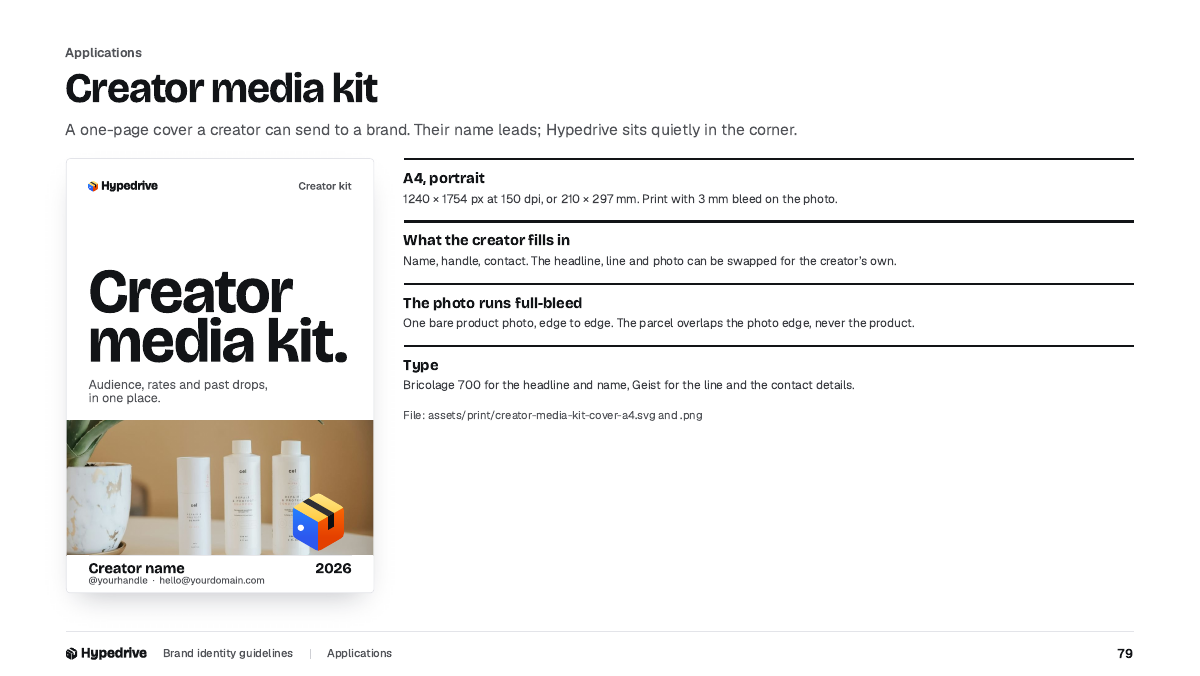 Applications
Creator media kit
A one-page cover a creator can send to a brand. Their name leads; Hypedrive sits quietly in the corner.
Hypedrive
Creator kit
Creator
media kit.
Audience, rates and past drops,
in one place.
cel
cel
cel
Creator name
2026
@yourhandle · hello@yourdomain.com
A4, portrait
1240 × 1754 px at 150 dpi, or 210 × 297 mm. Print with 3 mm bleed on the photo.
What the creator fills in
Name, handle, contact. The headline, line and photo can be swapped for the creator's own.
The photo runs full-bleed
One bare product photo, edge to edge. The parcel overlaps the photo edge, never the product.
Type
Bricolage 700 for the headline and name, Geist for the line and the contact details.
File: assets/print/creator-media-kit-cover-a4.svg and .png
Hypedrive
Brand identity guidelines
Applications
79